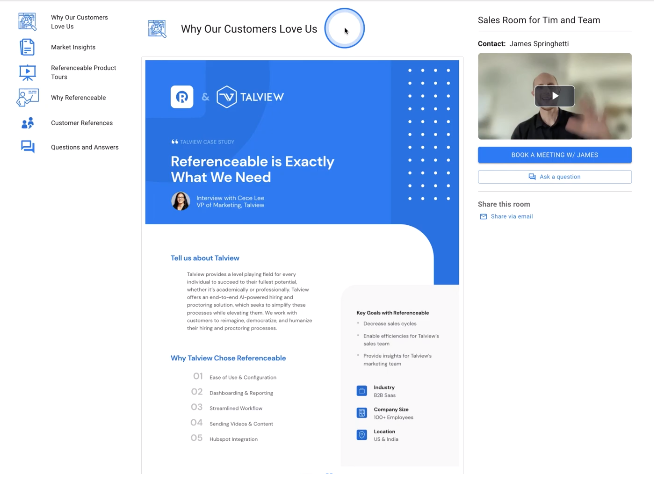 Why Our Customers
Love Us
Market Insights
Referenceable Product
Tours
Why Referenceable
Customer References
Questions and Answers
Why Our Customers Love Us
R & TALVIEW
TALVIEW CASE STUDY
Referenceable is Exactly
What We Need
Interview with Cece Lee
VP of Marketing, Talview
Tell us about Talview
Talview provides a level playing field for every
individual to succeed to their fullest potential,
whether it's academically or professionally. Talview
offers an end-to-end AI-powered hiring and
proctoring solution, which seeks to simplify these
processes while elevating them. We work with
customers to reimagine, democratize, and humanize
their hiring and proctoring processes.
Why Talview Chose Referenceable
01 Ease of Use & Configuration
02 Dashboarding & Reporting
03 Streamlined Workflow
04 Sending Videos & Content
05 Hubspot Integration
Key Goals with Referenceable
Decrease sales cycles
Enable efficiencies for Talview's
sales team
Provide insights for Talview's
marketing team
Industry
B2B Saas
Company Size
100+ Employees
Location
US & India
Sales Room for Tim and Team
Contact: James Springhetti
BOOK A MEETING W/ JAMES
Ask a question
Share this room
Share via email